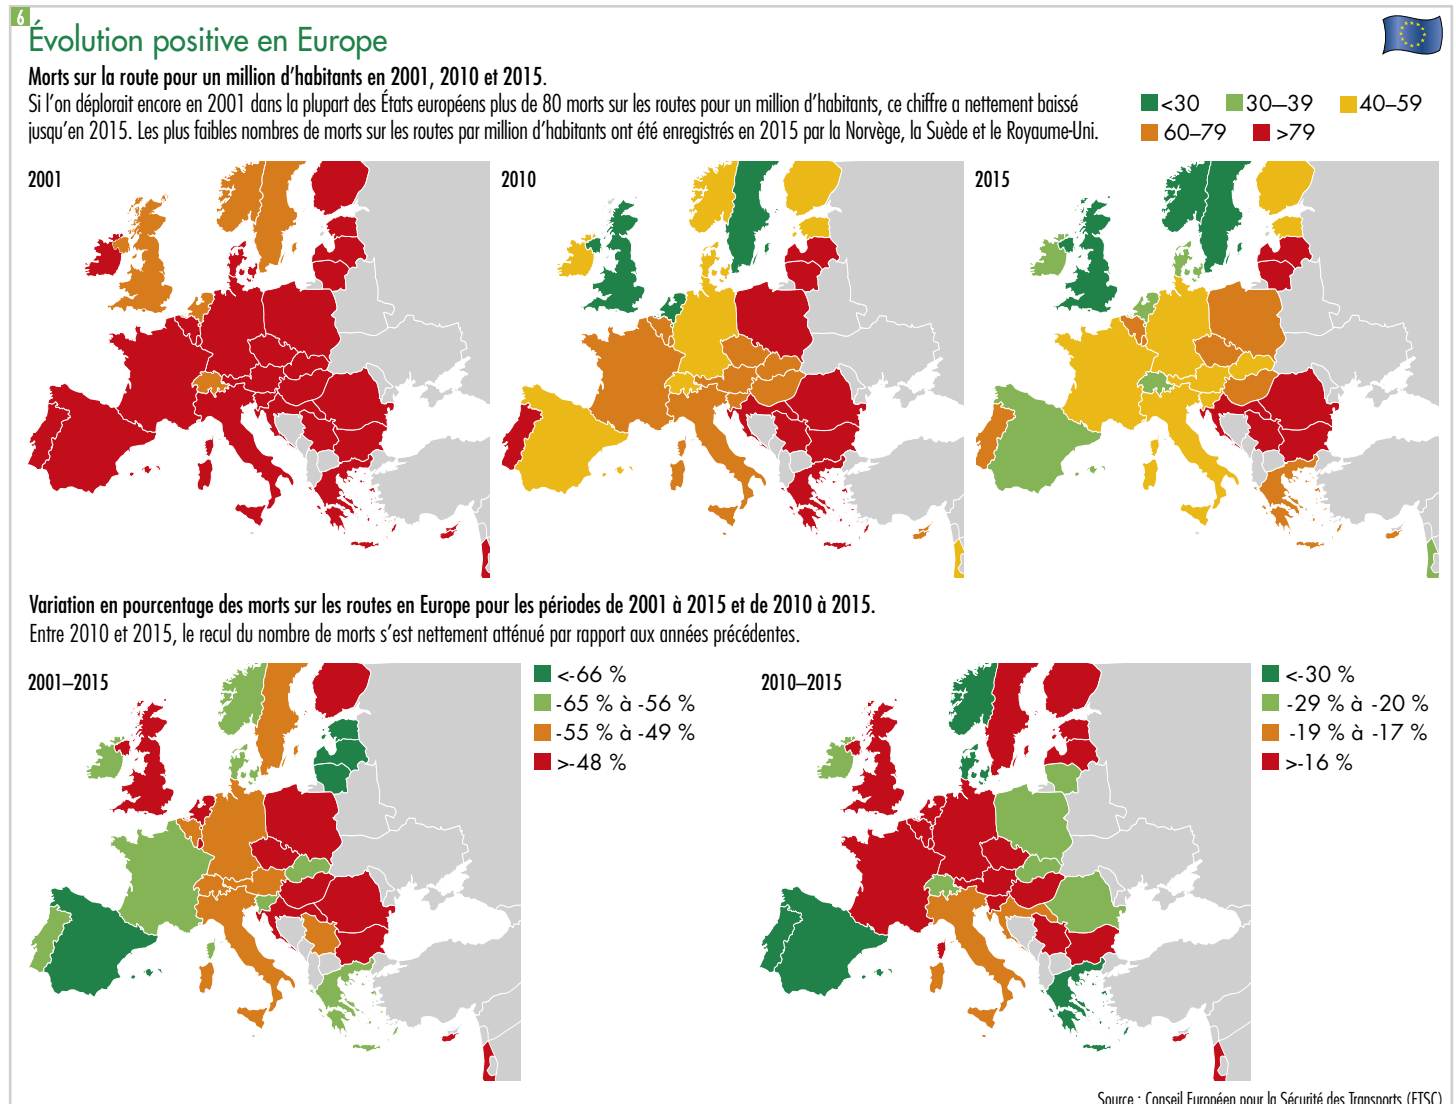 6
Évolution positive en Europe
Morts sur la route pour un million d’habitants en 2001, 2010 et 2015.
Si l’on déplorait encore en 2001 dans la plupart des États européens plus de 80 morts sur les routes pour un million d’habitants, ce chiffre a nettement baissé
jusqu’en 2015. Les plus faibles nombres de morts sur les routes par million d’habitants ont été enregistrés en 2015 par la Norvège, la Suède et le Royaume-Uni.
<30 30–39 40–59
60–79 >79
2001
2010
2015
Variation en pourcentage des morts sur les routes en Europe pour les périodes de 2001 à 2015 et de 2010 à 2015.
Entre 2010 et 2015, le recul du nombre de morts s’est nettement atténué par rapport aux années précédentes.
2001–2015
<-66 %
-65 % à -56 %
-55 % à -49 %
>-48 %
2010–2015
<-30 %
-29 % à -20 %
-19 % à -17 %
>-16 %
Source : Conseil Européen pour la Sécurité des Transports (ETSC)